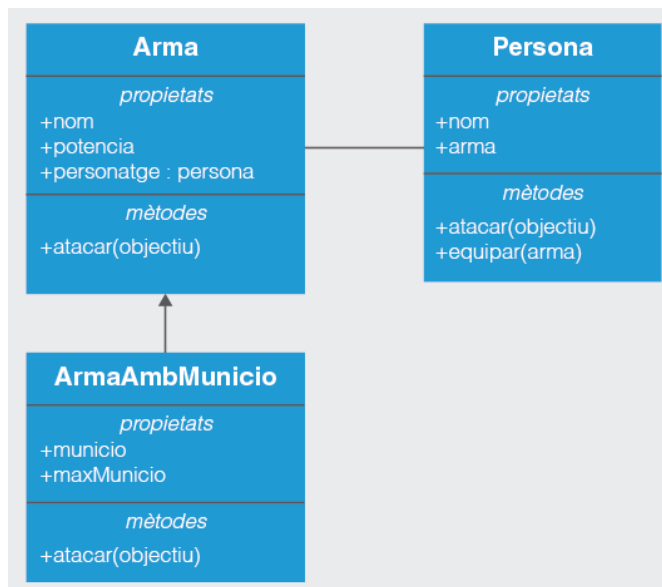 Arma
propietats
+nom
+potencia
+personatge : persona
mètodes
+atacar(objectiu)
Persona
propietats
+nom
+arma
mètodes
+atacar(objectiu)
+equipar(arma)
ArmaAmbMunicio
propietats
+municio
+maxMunicio
mètodes
+atacar(objectiu)